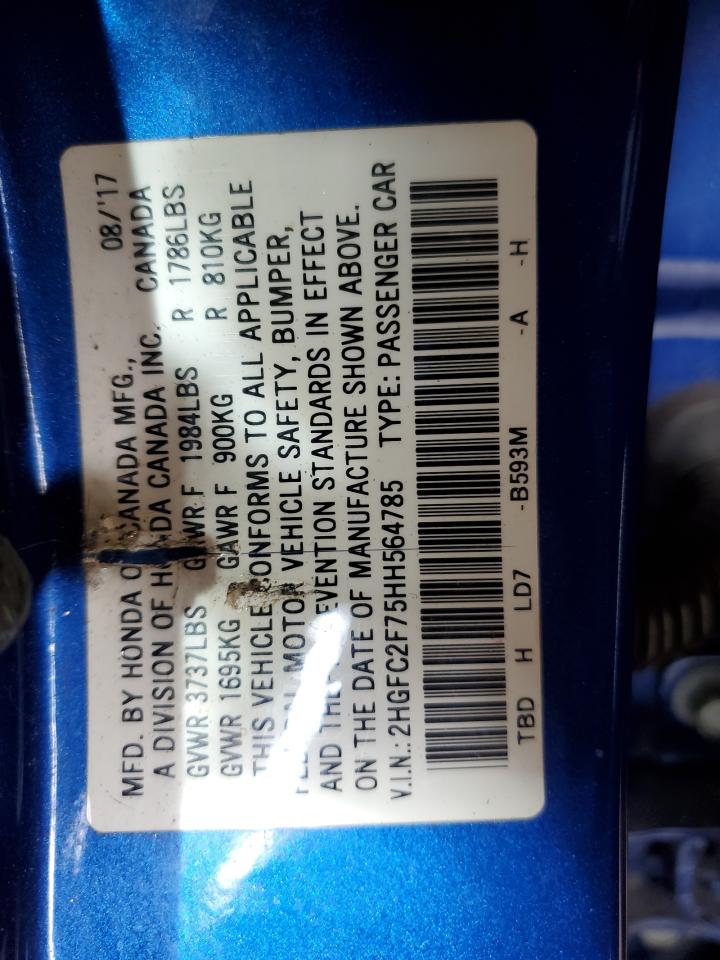 MFD. BY HONDA OF CANADA MFG., 08/'17
A DIVISION OF HONDA CANADA INC. CANADA
GVWR 3737LBS GAWR F 1984LBS R 1786LBS
GVWR 1695KG GAWR F 900KG R 810KG
THIS VEHICLE CONFORMS TO ALL APPLICABLE
FEDERAL MOTOR VEHICLE SAFETY, BUMPER,
AND THEFT PREVENTION STANDARDS IN EFFECT
ON THE DATE OF MANUFACTURE SHOWN ABOVE.
V.I.N.: 2HGFC2F75HH564785 TYPE: PASSENGER CAR
TBD H LD7 -B593M -A -H